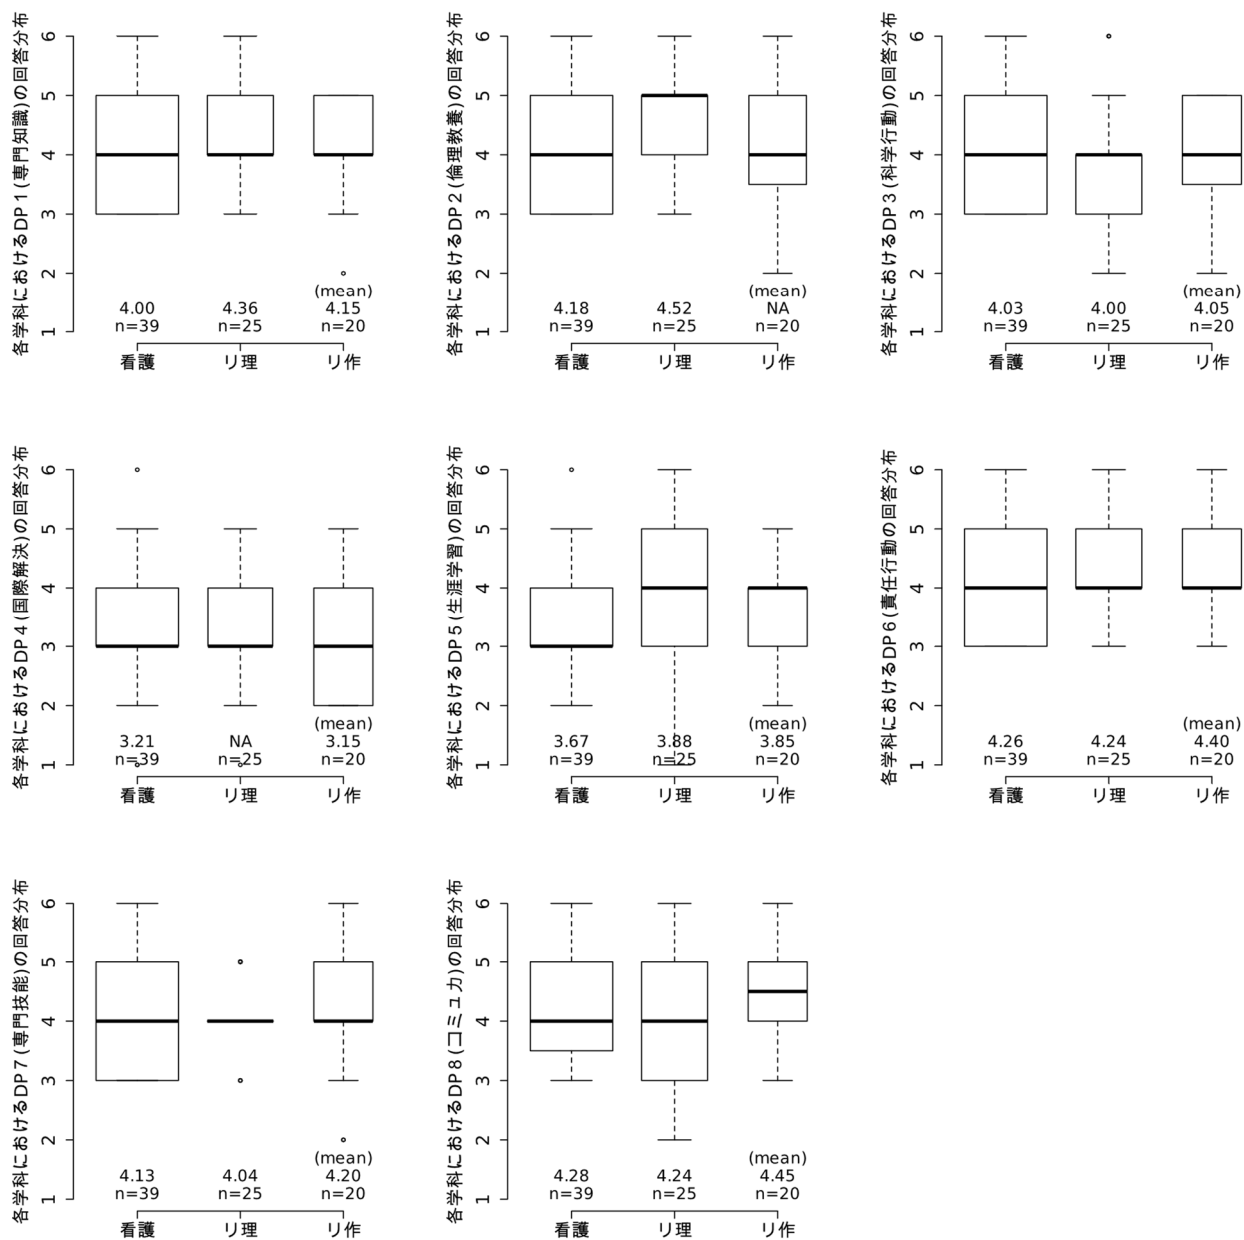 各学科におけるDP1(専門知識)の回答分布
6
5
4
3
2
1
(mean)
4.00 4.36 4.15
n=39 n=25 n=20
看護 リ理 リ作
各学科におけるDP2(倫理教養)の回答分布
6
5
4
3
2
1
(mean)
4.18 4.52 NA
n=39 n=25 n=20
看護 リ理 リ作
各学科におけるDP3(科学行動)の回答分布
6
5
4
3
2
1
(mean)
4.03 4.00 4.05
n=39 n=25 n=20
看護 リ理 リ作
各学科におけるDP4(国際解決)の回答分布
6
5
4
3
2
1
(mean)
3.21 NA 3.15
n=39 n=25 n=20
看護 リ理 リ作
各学科におけるDP5(生涯学習)の回答分布
6
5
4
3
2
1
(mean)
3.67 3.88 3.85
n=39 n=25 n=20
看護 リ理 リ作
各学科におけるDP6(責任行動の回答分布
6
5
4
3
2
1
(mean)
4.26 4.24 4.40
n=39 n=25 n=20
看護 リ理 リ作
各学科におけるDP7(専門技能)の回答分布
6
5
4
3
2
1
(mean)
4.13 4.04 4.20
n=39 n=25 n=20
看護 リ理 リ作
各学科におけるDP8(コミュ力)の回答分布
6
5
4
3
2
1
(mean)
4.28 4.24 4.45
n=39 n=25 n=20
看護 リ理 リ作